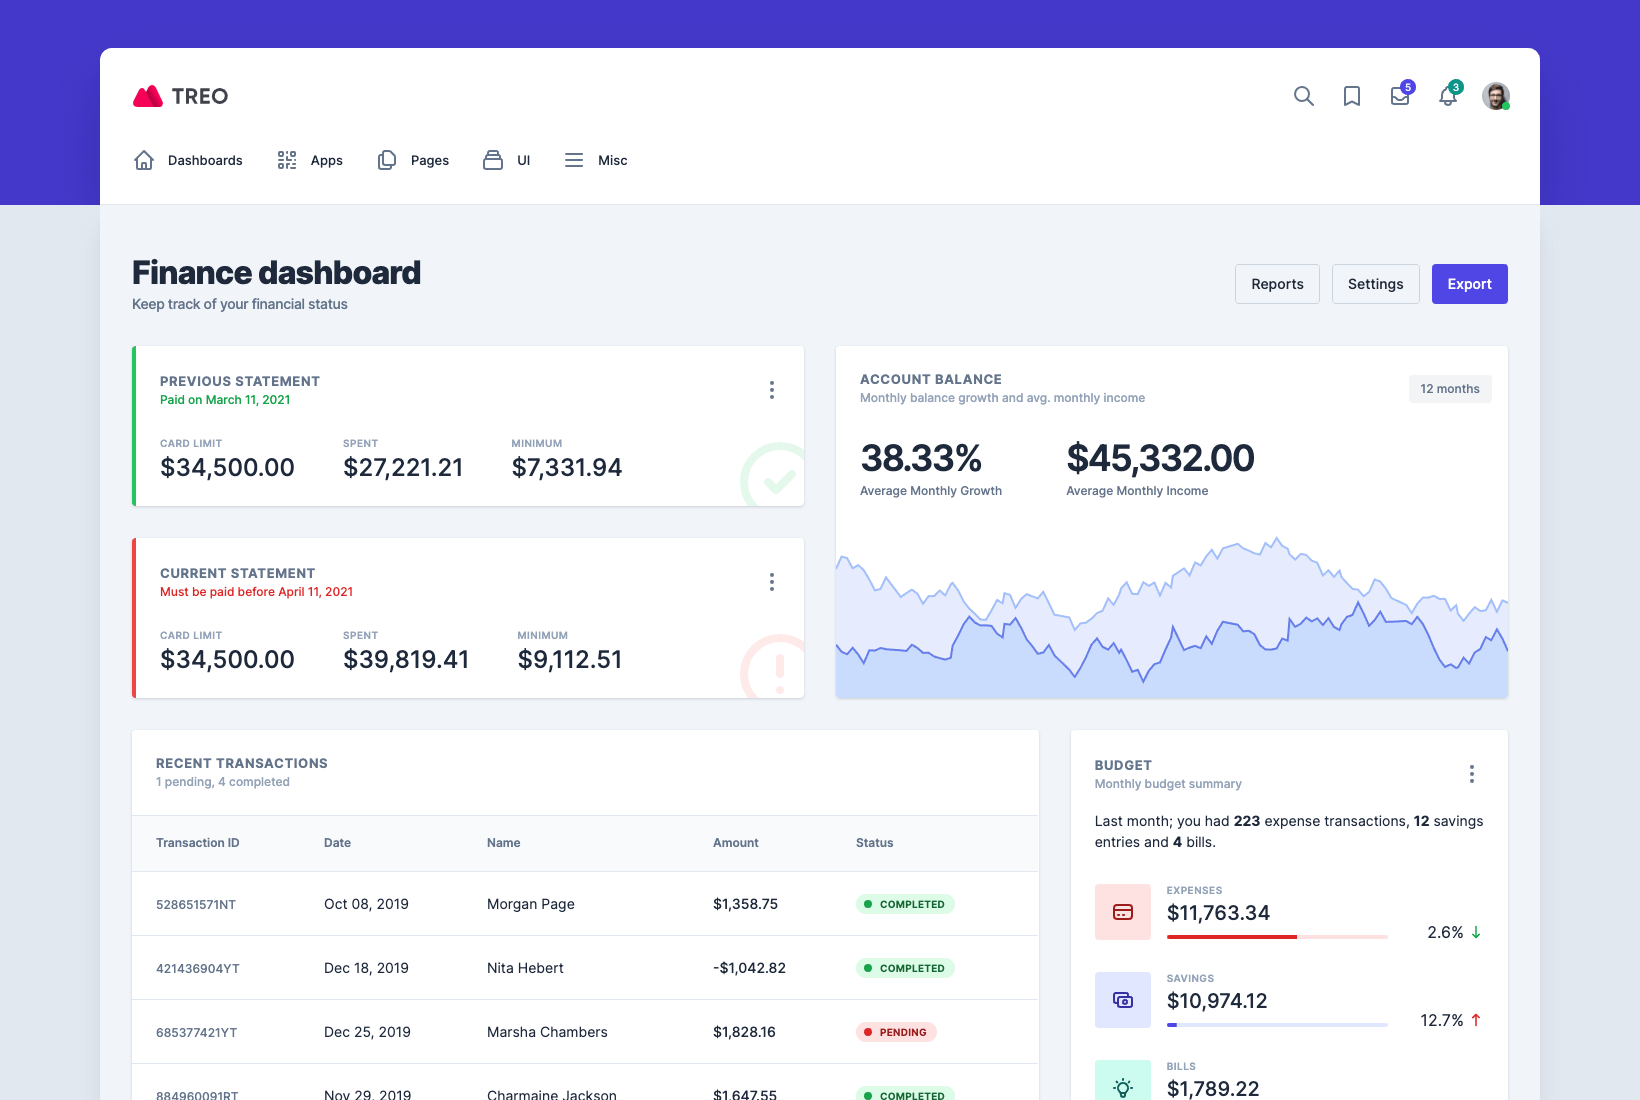 TREO
5
3
Dashboards
Apps
Pages
UI
Misc
Finance dashboard
Keep track of your financial status
Reports
Settings
Export
PREVIOUS STATEMENT
Paid on March 11, 2021
CARD LIMIT
SPENT
MINIMUM
$34,500.00
$27,221.21
$7,331.94
CURRENT STATEMENT
Must be paid before April 11, 2021
CARD LIMIT
SPENT
MINIMUM
$34,500.00
$39,819.41
$9,112.51
ACCOUNT BALANCE
Monthly balance growth and avg. monthly income
12 months
38.33%
$45,332.00
Average Monthly Growth
Average Monthly Income
RECENT TRANSACTIONS
1 pending, 4 completed
Transaction ID Date Name Amount Status
528651571NT Oct 08, 2019 Morgan Page $1,358.75 COMPLETED
421436904YT Dec 18, 2019 Nita Hebert -$1,042.82 COMPLETED
685377421YT Dec 25, 2019 Marsha Chambers $1,828.16 PENDING
884960091RT Nov 29, 2019 Charmaine Jackson $1,647.55 COMPLETED
BUDGET
Monthly budget summary
Last month; you had 223 expense transactions, 12 savings
entries and 4 bills.
EXPENSES
$11,763.34
2.6%
SAVINGS
$10,974.12
12.7%
BILLS
$1,789.22